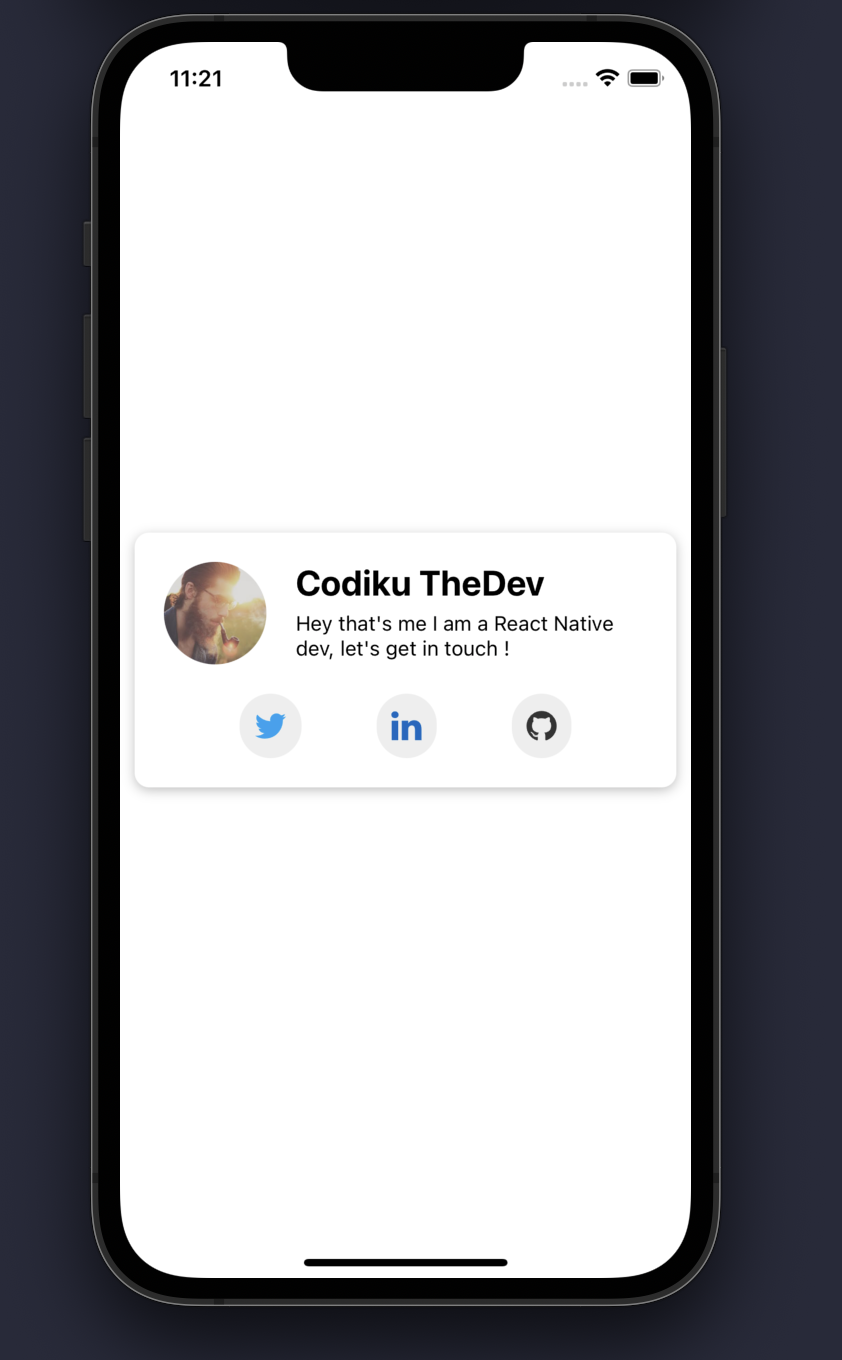 11:21
Codiku TheDev
Hey that's me I am a React Native
dev, let's get in touch !
in